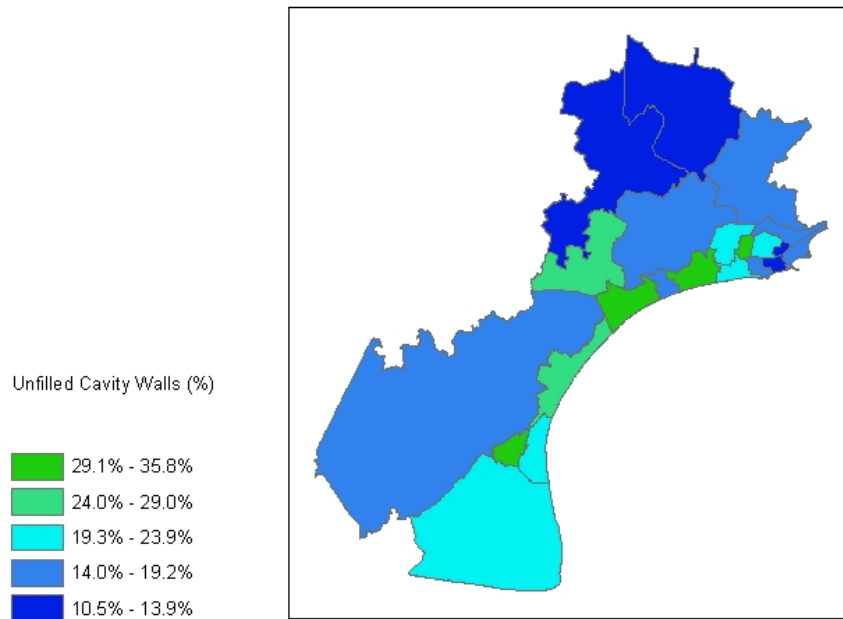 Unfilled Cavity Walls (%)
29.1% - 35.8%
24.0% - 29.0%
19.3% - 23.9%
14.0% - 19.2%
10.5% - 13.9%